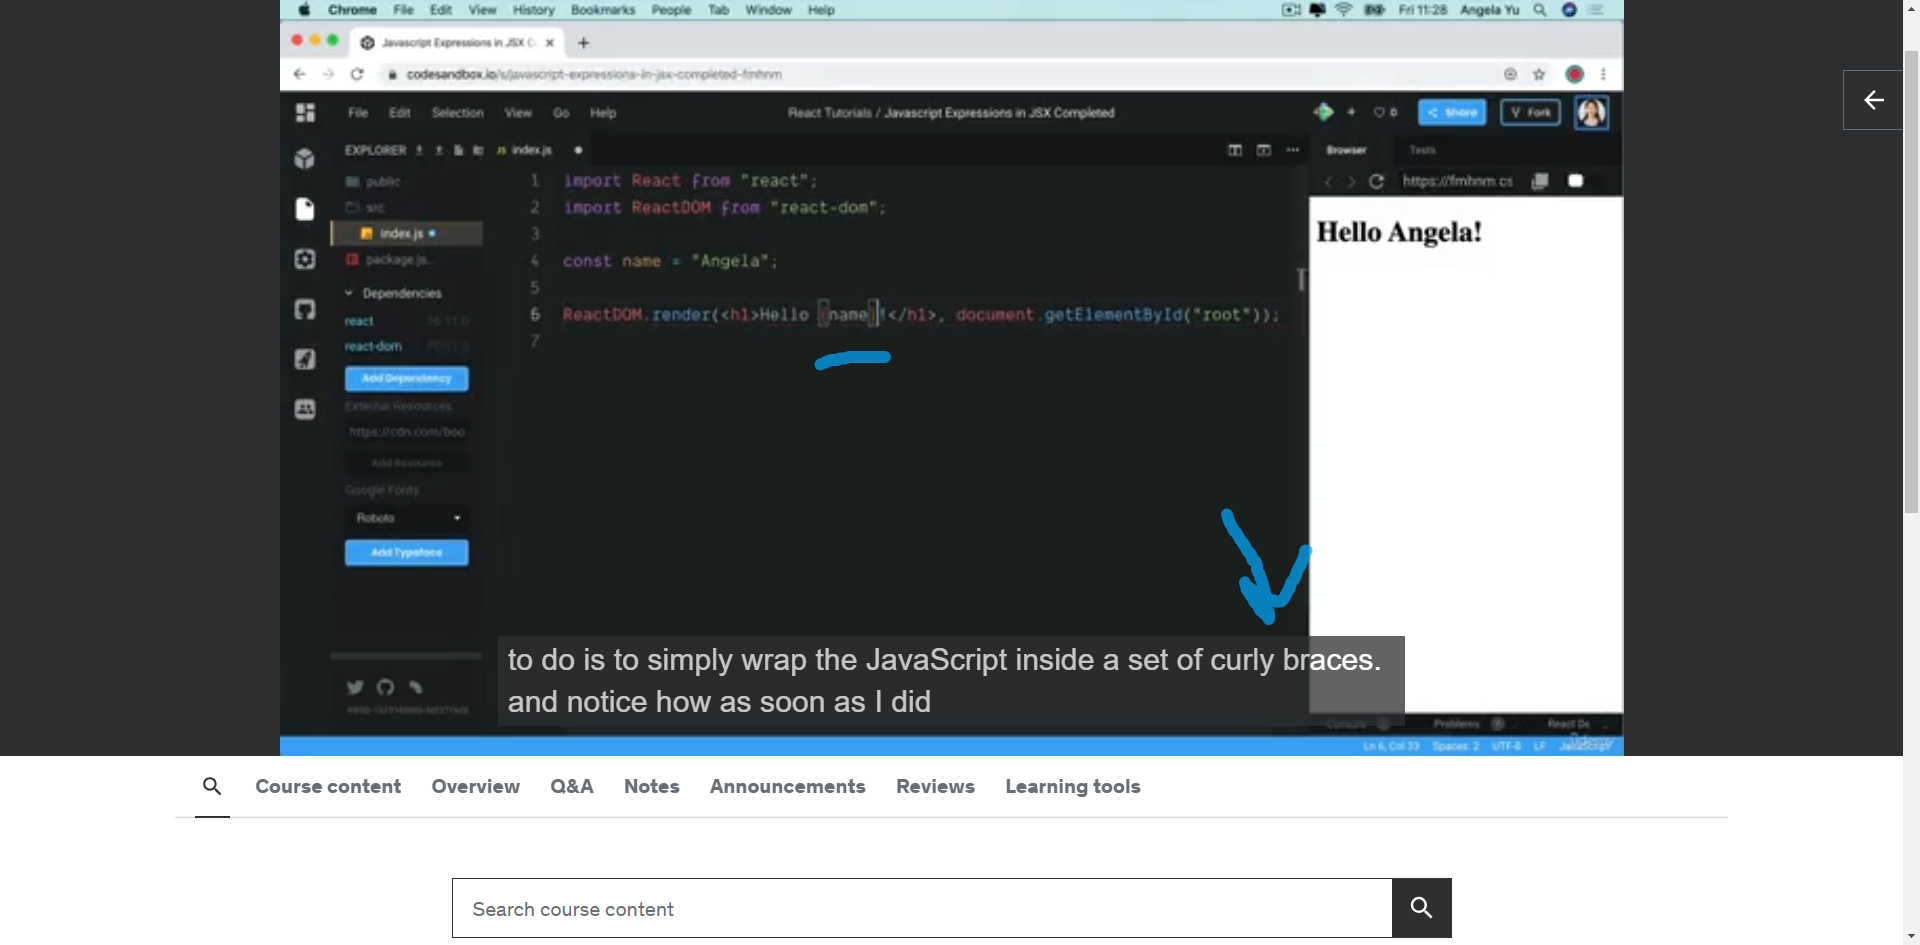 Chrome File Edit View History Bookmarks People Tab Window Help Fri 11:28 Angela Yu
Javascript Expressions in JSX C
codesandbox.io/s/javascript-expressions-in-jsx-completed-fmhnm
File Edit Selection View Go Help React Tutorials / Javascript Expressions in JSX Completed 0 Share Fork
EXPLORER JS index.js Browser Tests
https://fmhnm.cs
public
src
index.js
package.js..
Dependencies
react 16.11.0
react-dom
Add Dependency
External Resources
https://cdn.com/boo
Add Resource
Google Fonts
Roboto
Add Typeface
1 import React from "react";
2 import ReactDOM from "react-dom";
3
4 const name = "Angela";
5
6 ReactDOM.render(<h1>Hello {name}!</h1>, document.getElementById("root"));
7
Hello Angela!
to do is to simply wrap the JavaScript inside a set of curly braces.
and notice how as soon as I did
Console Problems React De
Ln 6, Col 33 Spaces: 2 UTF-8 LF JavaScript
Udemy
Course content Overview Q&A Notes Announcements Reviews Learning tools
Search course content